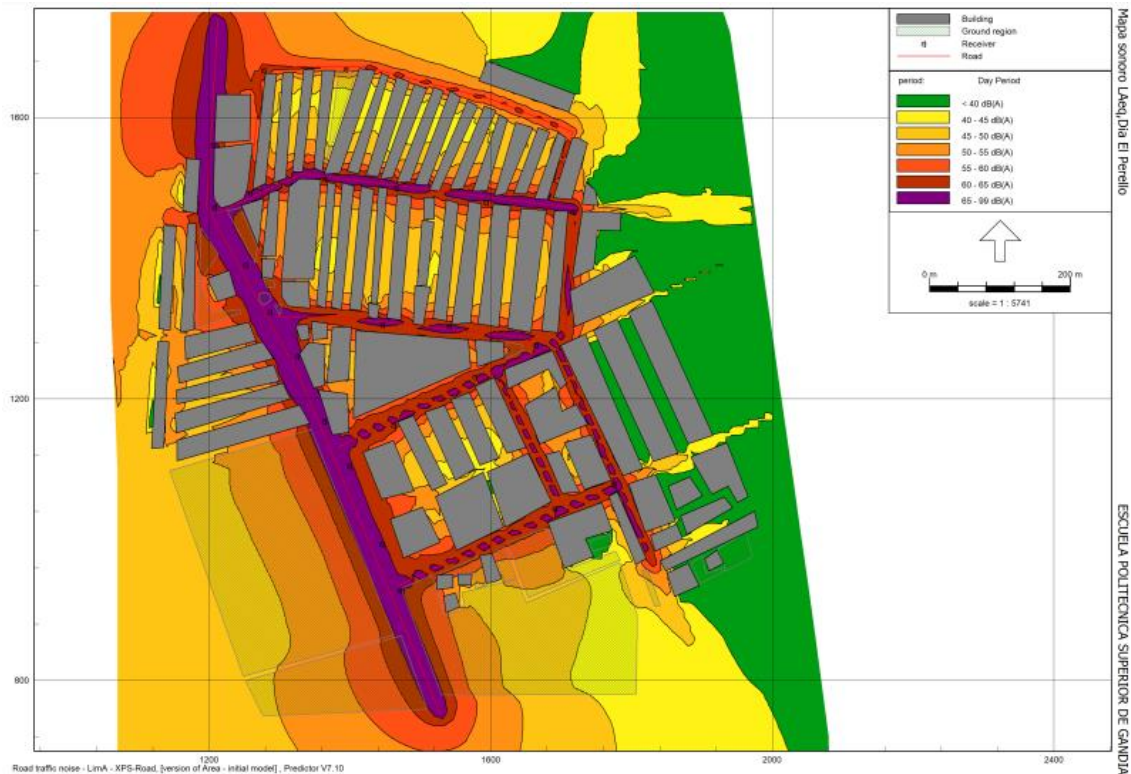 Building
Ground region
Receiver
Road
period: Day Period
< 40 dB(A)
40 - 45 dB(A)
45 - 50 dB(A)
50 - 55 dB(A)
55 - 60 dB(A)
60 - 65 dB(A)
65 - 99 dB(A)
0 m 200 m
scale = 1 : 5741
Mapa sonoro LAeq,Dia El Perello
ESCUELA POLITECNICA SUPERIOR DE GANDIA
1600
1200
800
1200 1600 2000 2400
Road traffic noise - LimA - XPS-Road, [version of Area - initial model] , Predictor V7.10